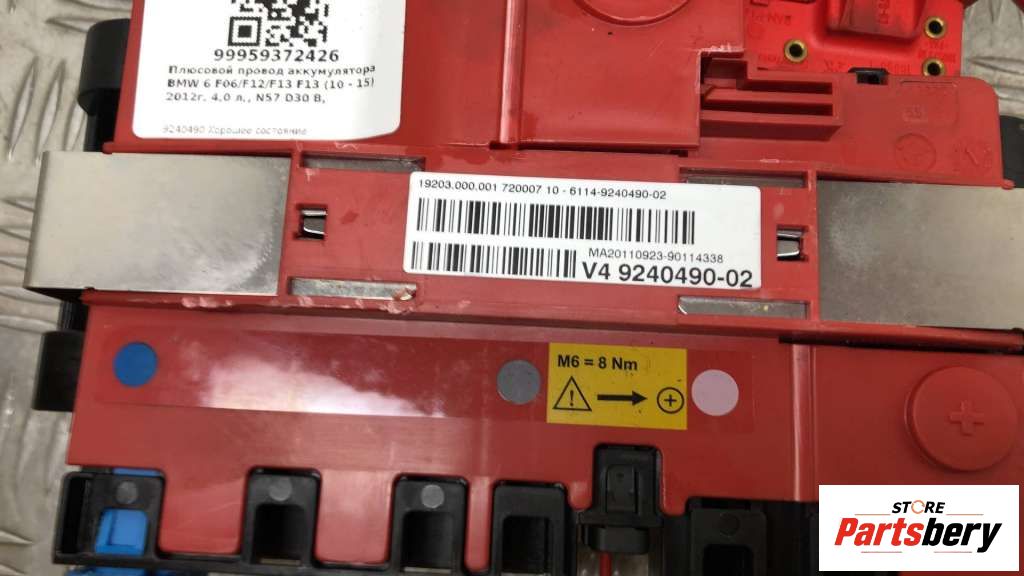 99959372426
Плюсовой провод аккумулятора
BMW 6 F06/F12/F13 F13 (10 - 15)
2012г. 4,0 л., N57 D30 B,
9240490 Хорошее состояние
19203.000.001 720007 10 - 6114-9240490-02
MA20110923-90114338
V4 9240490-02
M6 = 8 Nm
STORE
Partsbery